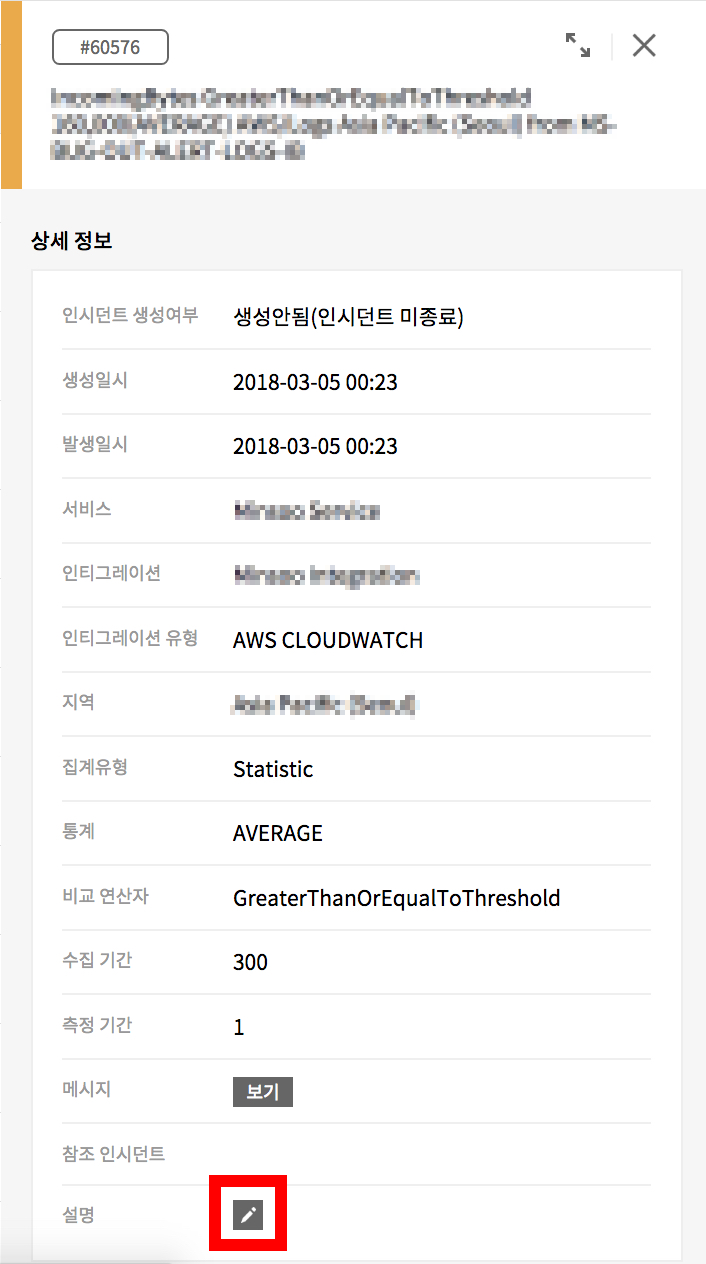 #60576
상세 정보
인시던트 생성여부 생성안됨(인시던트 미종료)
생성일시 2018-03-05 00:23
발생일시 2018-03-05 00:23
서비스
인티그레이션
인티그레이션 유형 AWS CLOUDWATCH
지역
집계유형 Statistic
통계 AVERAGE
비교 연산자 GreaterThanOrEqualToThreshold
수집 기간 300
측정 기간 1
메시지 보기
참조 인시던트
설명